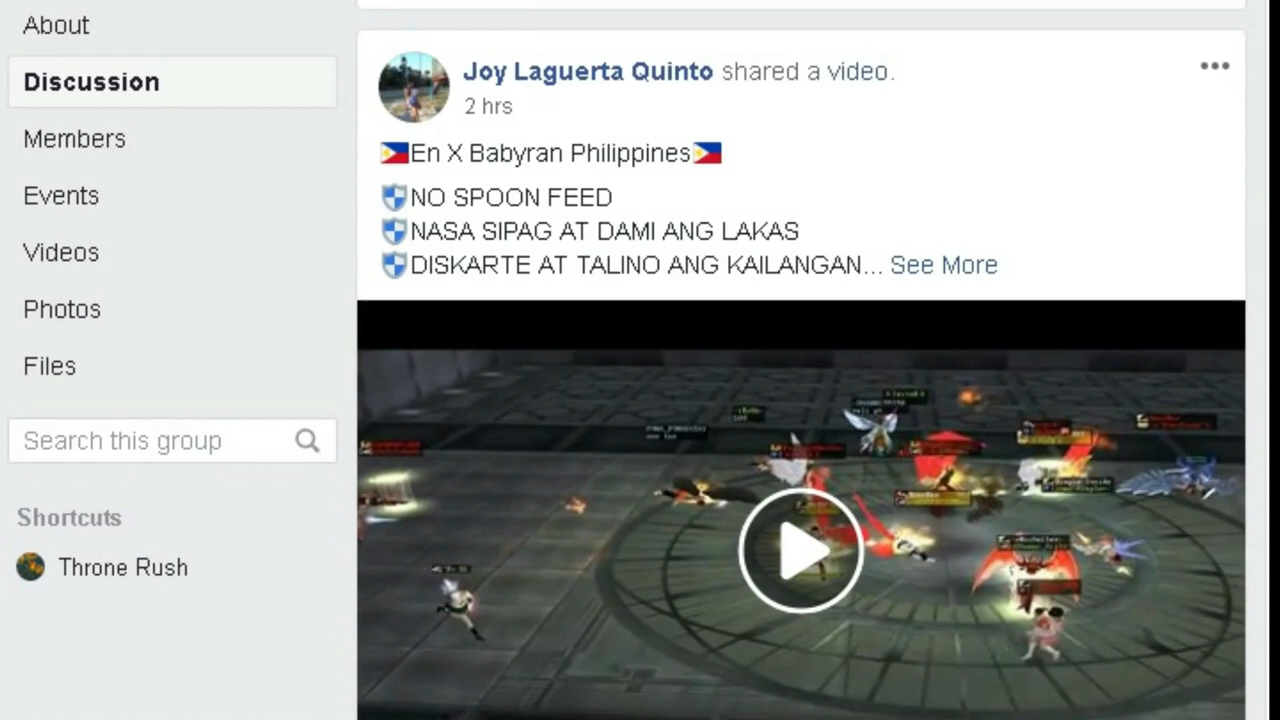 About
Discussion
Members
Events
Videos
Photos
Files
Search this group
Shortcuts
Throne Rush
Joy Laguerta Quinto shared a video.
2 hrs
En X Babyran Philippines
NO SPOON FEED
NASA SIPAG AT DAMI ANG LAKAS
DISKARTE AT TALINO ANG KAILANGAN... See More